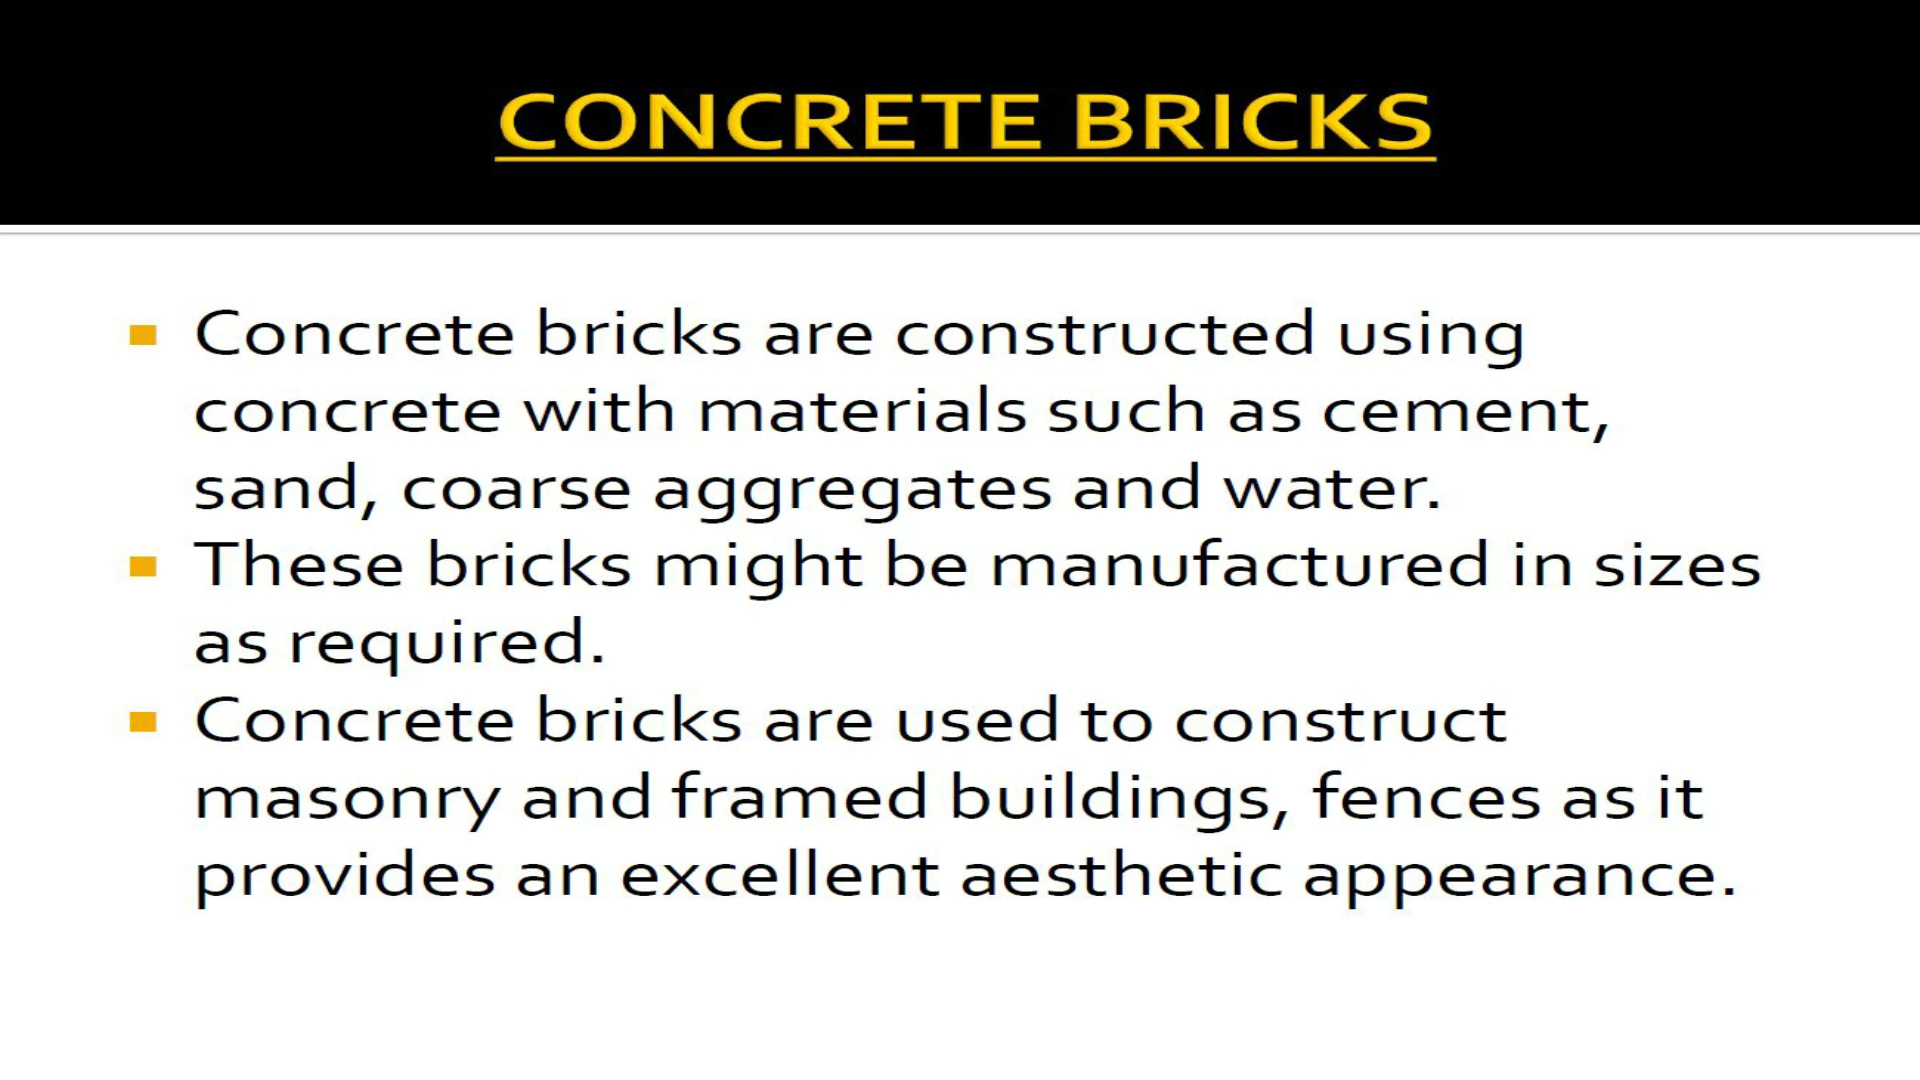 CONCRETE BRICKS
Concrete bricks are constructed using
concrete with materials such as cement,
sand, coarse aggregates and water.
These bricks might be manufactured in sizes
as required.
Concrete bricks are used to construct
masonry and framed buildings, fences as it
provides an excellent aesthetic appearance.